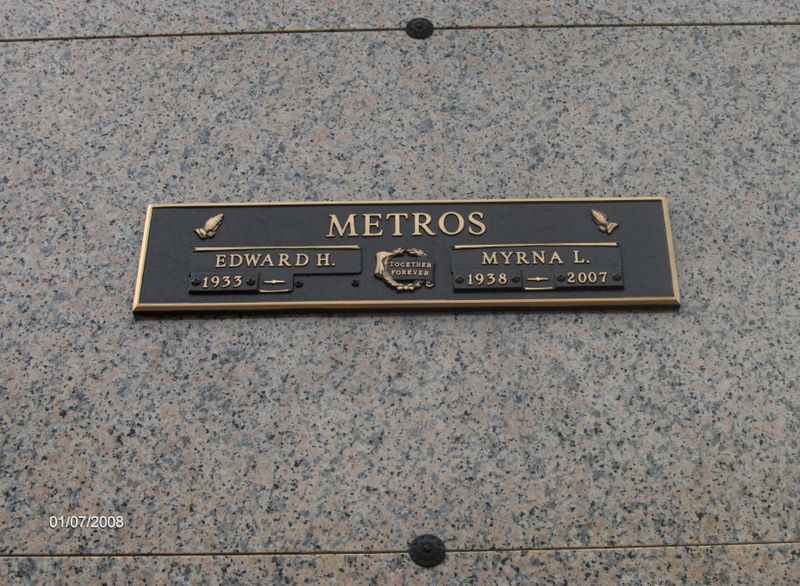 METROS
EDWARD H.
1933
TOGETHER
FOREVER
MYRNA L.
1938 2007
01/07/2008